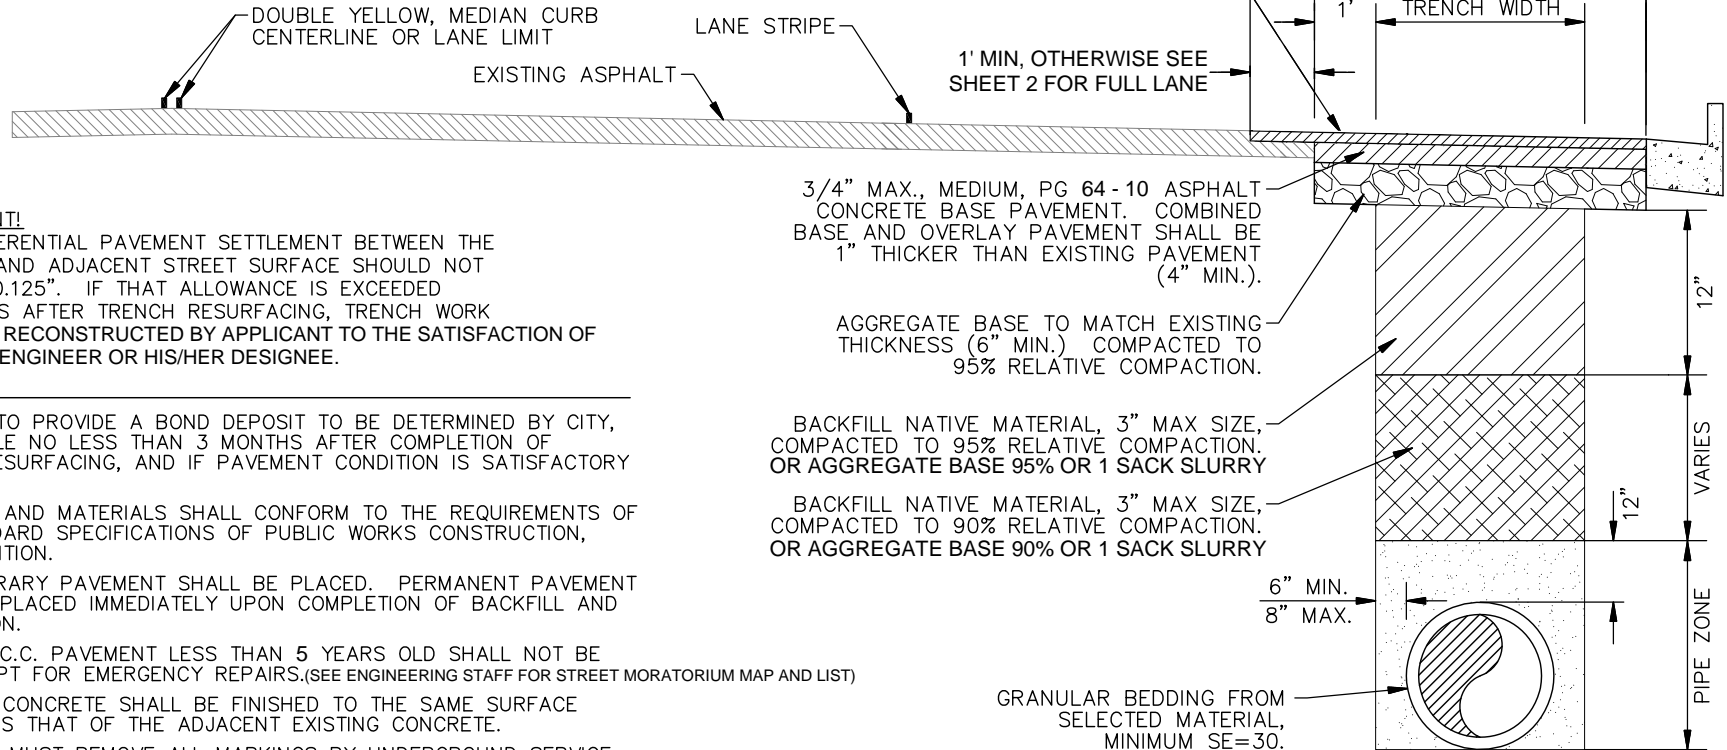 DOUBLE YELLOW, MEDIAN CURB
CENTERLINE OR LANE LIMIT
LANE STRIPE
EXISTING ASPHALT
1' MIN, OTHERWISE SEE
SHEET 2 FOR FULL LANE
1'
TRENCH WIDTH
3/4" MAX., MEDIUM, PG 64-10 ASPHALT
CONCRETE BASE PAVEMENT. COMBINED
BASE AND OVERLAY PAVEMENT SHALL BE
1" THICKER THAN EXISTING PAVEMENT
(4" MIN.).
AGGREGATE BASE TO MATCH EXISTING
THICKNESS (6" MIN.) COMPACTED TO
95% RELATIVE COMPACTION.
BACKFILL NATIVE MATERIAL, 3" MAX SIZE,
COMPACTED TO 95% RELATIVE COMPACTION.
OR AGGREGATE BASE 95% OR 1 SACK SLURRY
BACKFILL NATIVE MATERIAL, 3" MAX SIZE,
COMPACTED TO 90% RELATIVE COMPACTION.
OR AGGREGATE BASE 90% OR 1 SACK SLURRY
12"
VARIES
12"
6" MIN.
8" MAX.
PIPE ZONE
GRANULAR BEDDING FROM
SELECTED MATERIAL,
MINIMUM SE=30.
NT!
ERENTIAL PAVEMENT SETTLEMENT BETWEEN THE
AND ADJACENT STREET SURFACE SHOULD NOT
0.125". IF THAT ALLOWANCE IS EXCEEDED
S AFTER TRENCH RESURFACING, TRENCH WORK
RECONSTRUCTED BY APPLICANT TO THE SATISFACTION OF
ENGINEER OR HIS/HER DESIGNEE.
TO PROVIDE A BOND DEPOSIT TO BE DETERMINED BY CITY,
LE NO LESS THAN 3 MONTHS AFTER COMPLETION OF
ESURFACING, AND IF PAVEMENT CONDITION IS SATISFACTORY
AND MATERIALS SHALL CONFORM TO THE REQUIREMENTS OF
DARD SPECIFICATIONS OF PUBLIC WORKS CONSTRUCTION,
ITION.
RARY PAVEMENT SHALL BE PLACED. PERMANENT PAVEMENT
PLACED IMMEDIATELY UPON COMPLETION OF BACKFILL AND
ON.
.C.C. PAVEMENT LESS THAN 5 YEARS OLD SHALL NOT BE
PT FOR EMERGENCY REPAIRS.(SEE ENGINEERING STAFF FOR STREET MORATORIUM MAP AND LIST)
CONCRETE SHALL BE FINISHED TO THE SAME SURFACE
S THAT OF THE ADJACENT EXISTING CONCRETE.
MUST REMOVE ALL MARKINGS BY UNDERGROUND SERVICE